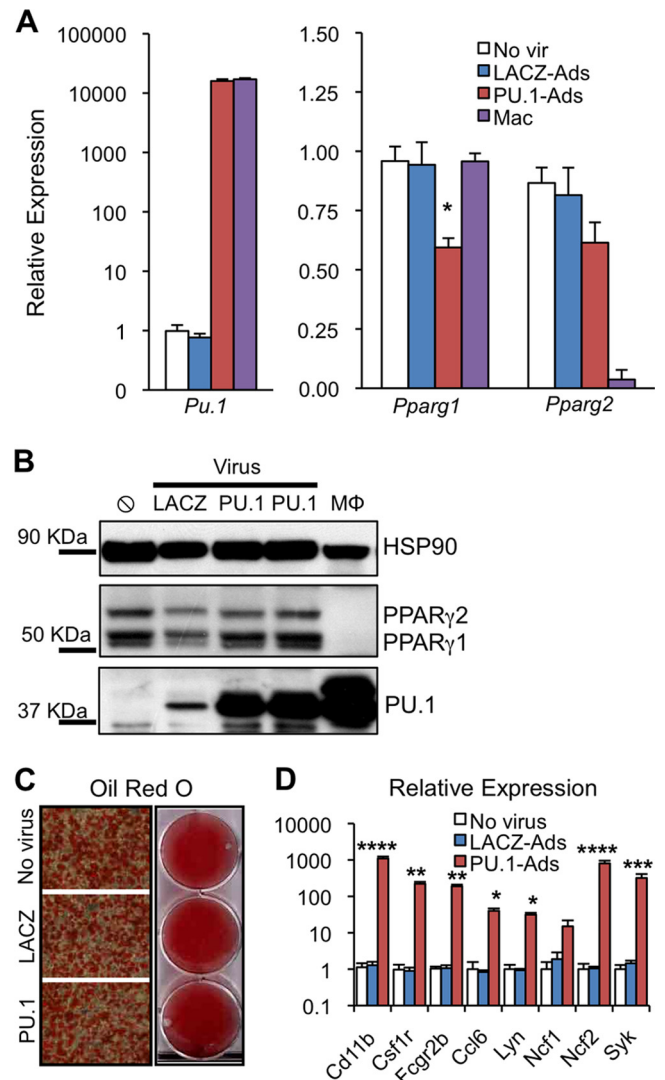 A
Relative Expression
100000
10000
1000
100
10
1
0
Pu.1
1.50
1.25
1.00
0.75
0.50
0.25
0.00
No vir
LACZ-Ads
PU.1-Ads
Mac
*
Pparg1
Pparg2
B
Virus
⦸ LACZ PU.1 PU.1 MΦ
90 KDa
HSP90
50 KDa
PPARγ2
PPARγ1
37 KDa
PU.1
C
Oil Red O
No virus
LACZ
PU.1
D
Relative Expression
No virus
LACZ-Ads
PU.1-Ads
10000
1000
100
10
1
0.1
**** ** ** * * **** ***
Cd11b
Csf1r
Fcgr2b
Ccl6
Lyn
Ncf1
Ncf2
Syk